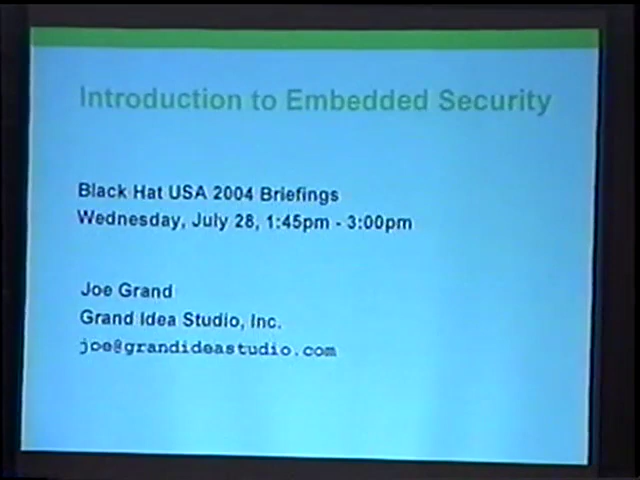 Introduction to Embedded Security
Black Hat USA 2004 Briefings
Wednesday, July 28, 1:45pm - 3:00pm
Joe Grand
Grand Idea Studio, Inc.
joe@grandideastudio.com